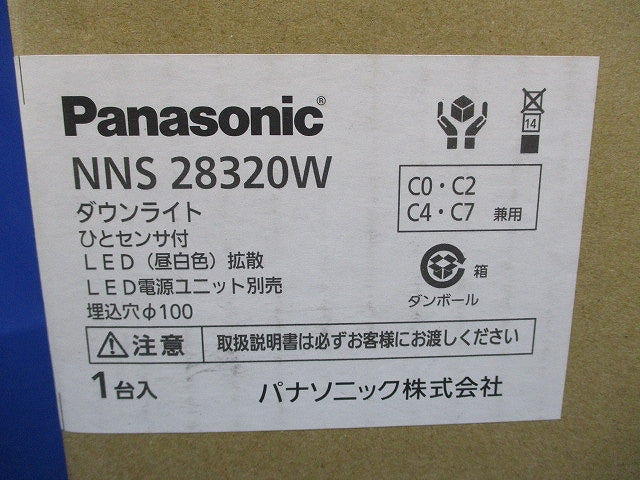 Panasonic®
14
NNS 28320W
C0・C2
C4・C7 兼用
ダウンライト
ひとセンサ付
LED（昼白色）拡散
LED電源ユニット別売
埋込穴φ100
箱
ダンボール
注意 取扱説明書は必ずお客様にお渡しください
1台入 パナソニック株式会社